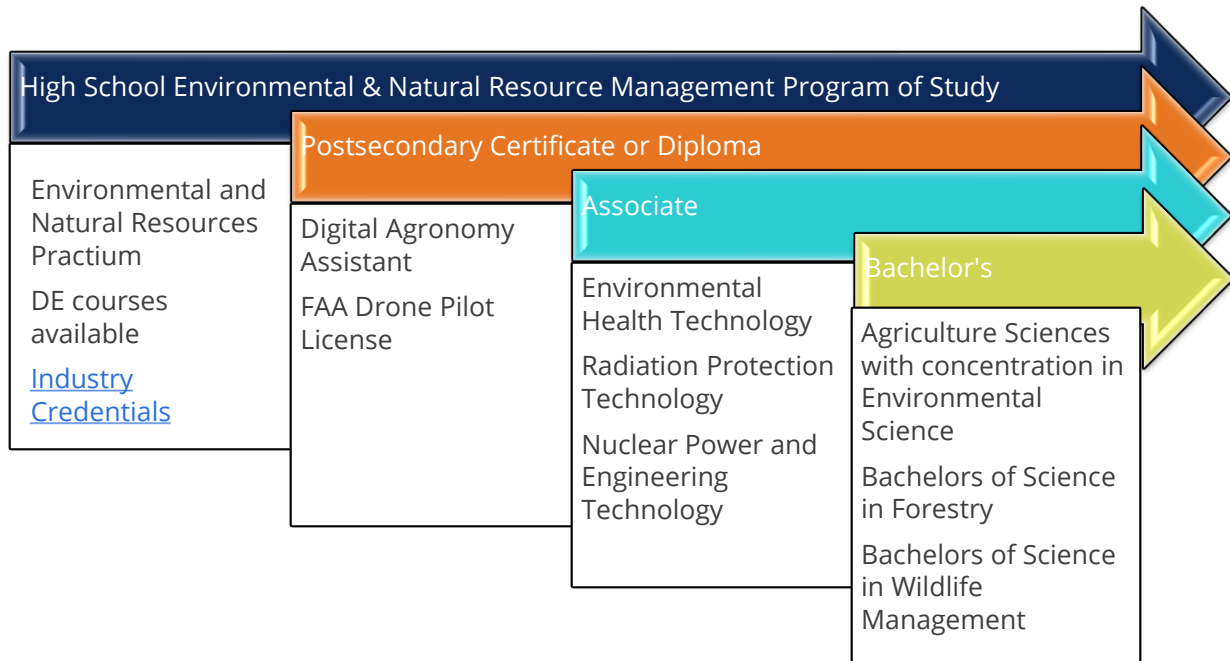 High School Environmental & Natural Resource Management Program of Study
Environmental and
Natural Resources
Practium
DE courses
available
Industry
Credentials
Postsecondary Certificate or Diploma
Digital Agronomy
Assistant
FAA Drone Pilot
License
Associate
Environmental
Health Technology
Radiation Protection
Technology
Nuclear Power and
Engineering
Technology
Bachelor's
Agriculture Sciences
with concentration in
Environmental
Science
Bachelors of Science
in Forestry
Bachelors of Science
in Wildlife
Management